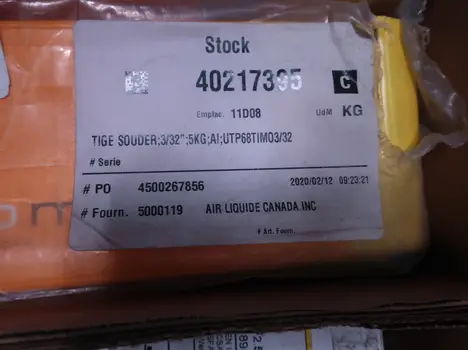 Stock
40217395 C
Emplac. 11D08 UdM KG
TIGE SOUDER;3/32";5KG;AI;UTP68TIMO3/32
# Serie
# PO 4500267856 2020/02/12 09:23:21
# Fourn. 5000119 AIR LIQUIDE CANADA INC
# Art. Fourn.